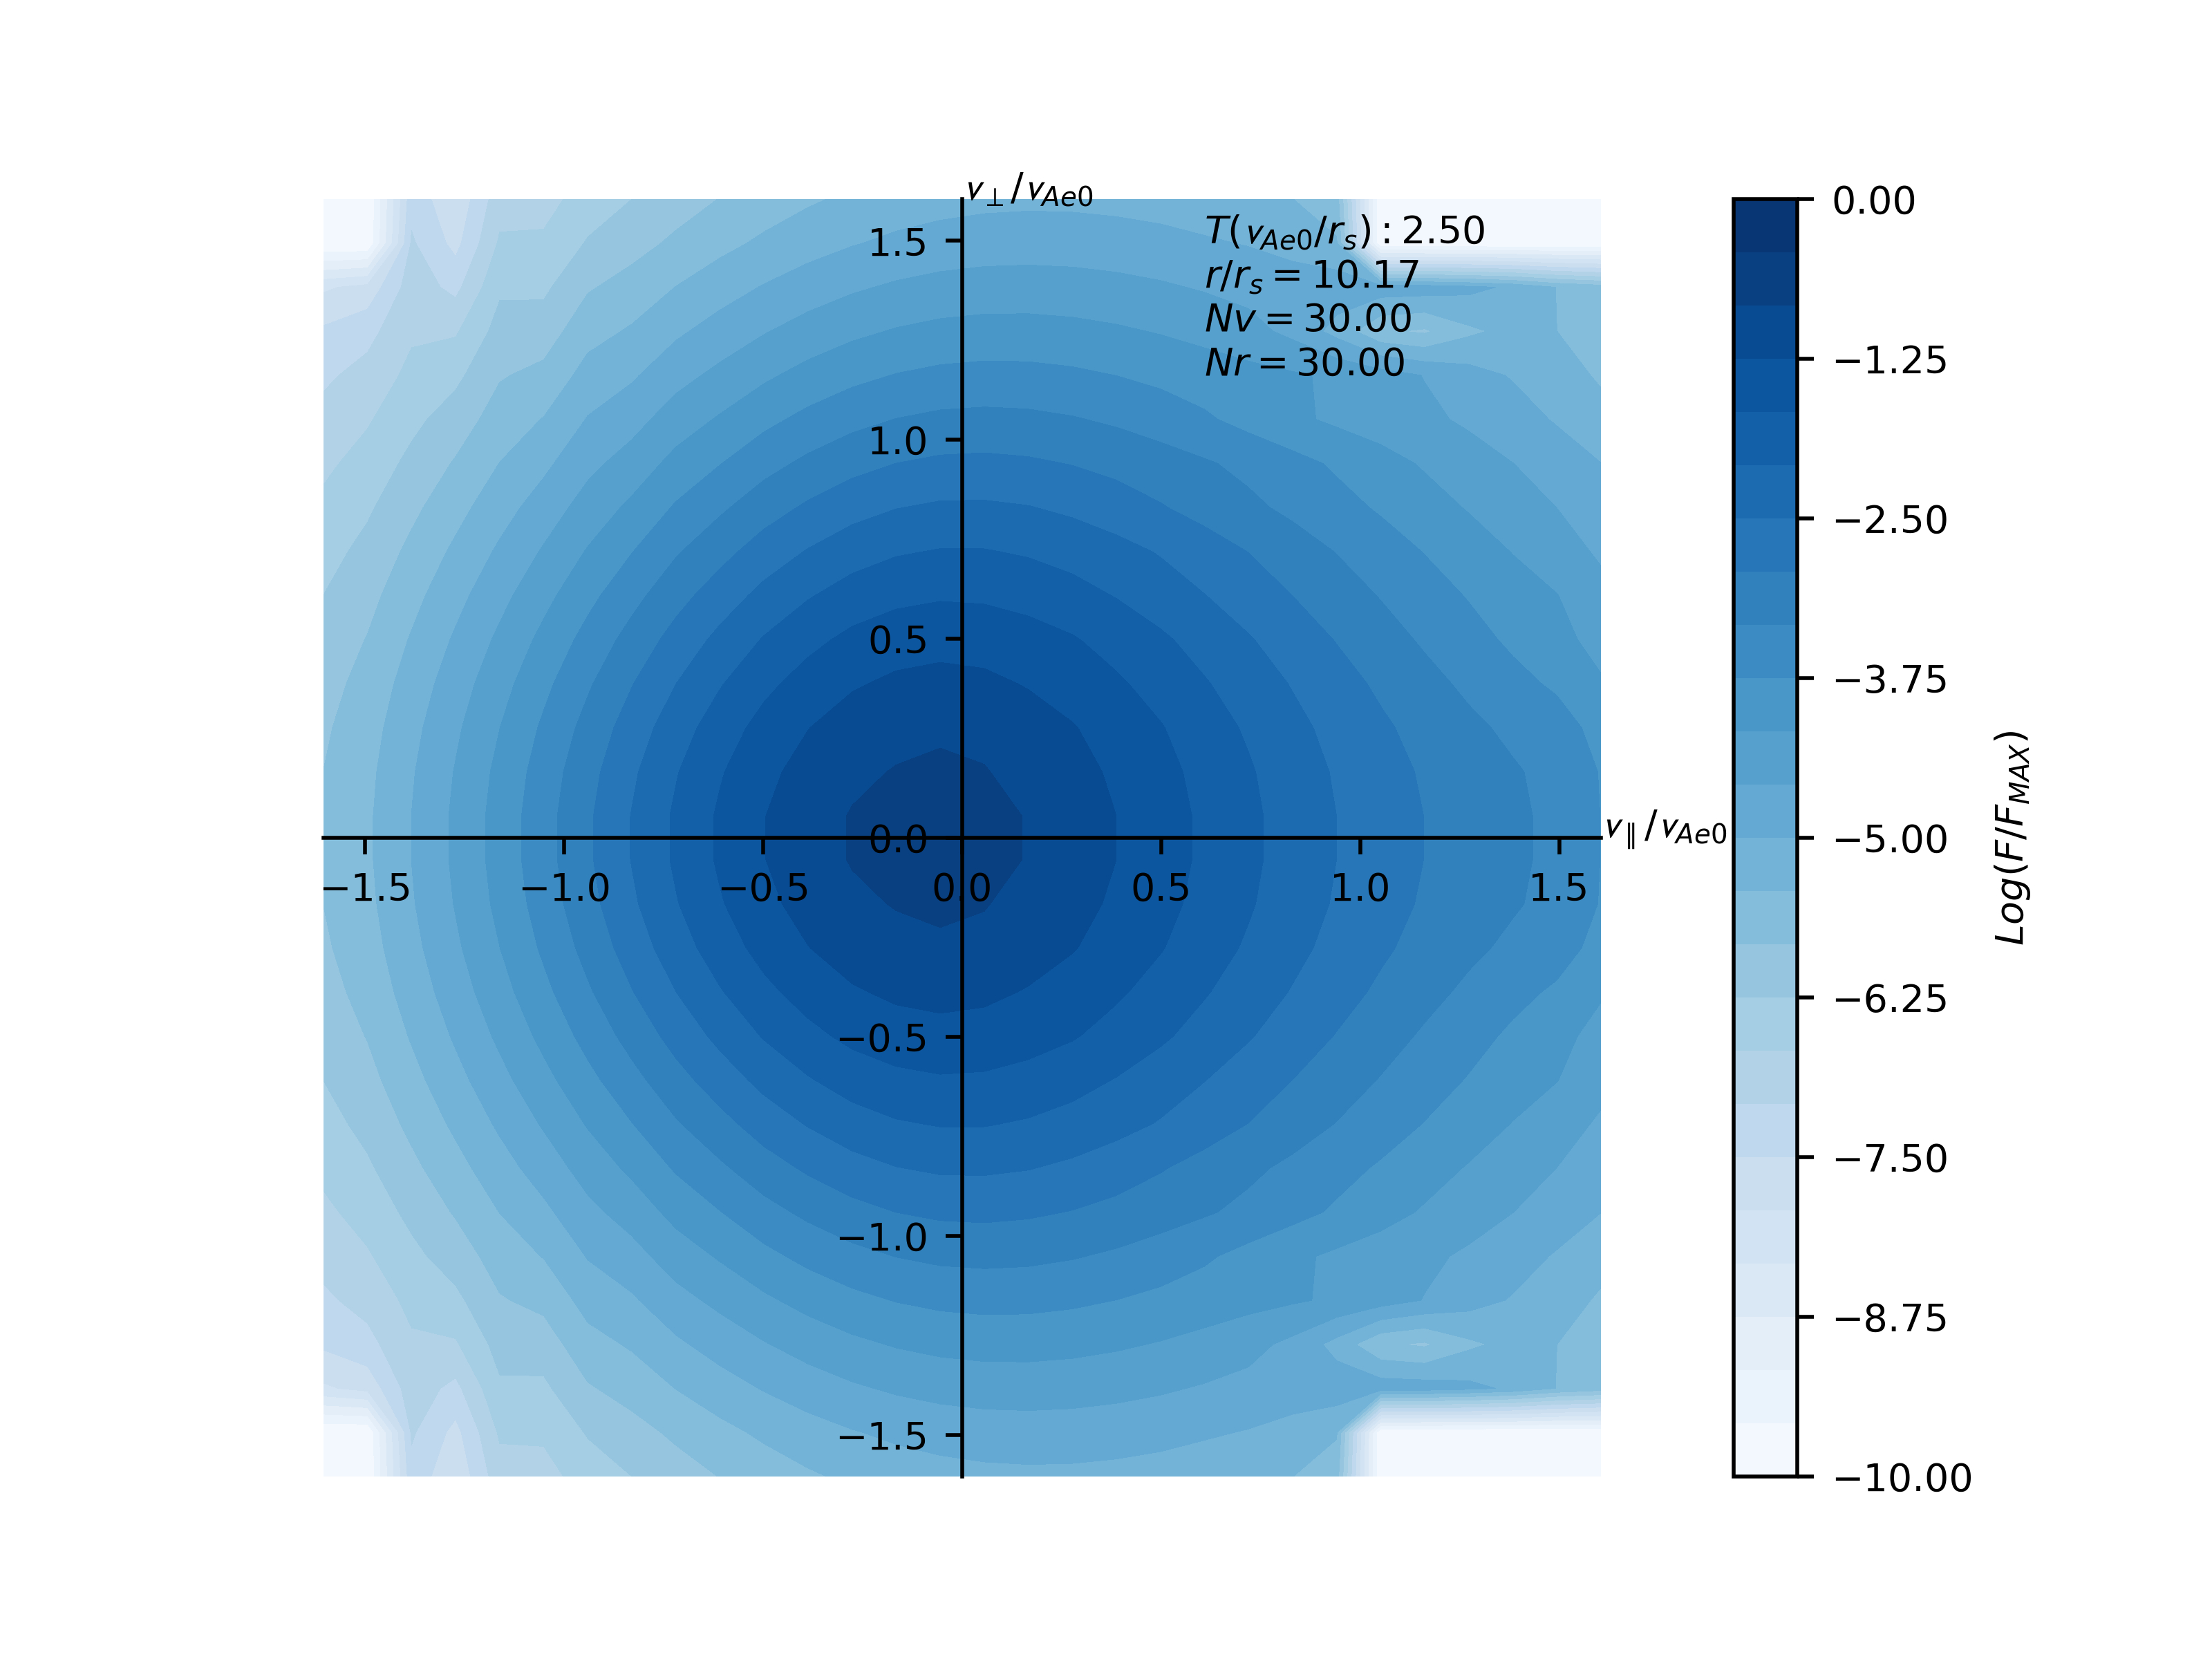 v⊥/vAe0
T(vAe0/rs):2.50
r/rs = 10.17
Nv = 30.00
Nr = 30.00
1.5
1.0
0.5
0.0
−0.5
−1.0
−1.5
−1.5 −1.0 −0.5 0.0 0.5 1.0 1.5
v∥/vAe0
0.00
−1.25
−2.50
−3.75
−5.00
−6.25
−7.50
−8.75
−10.00
Log(F/FMAX)